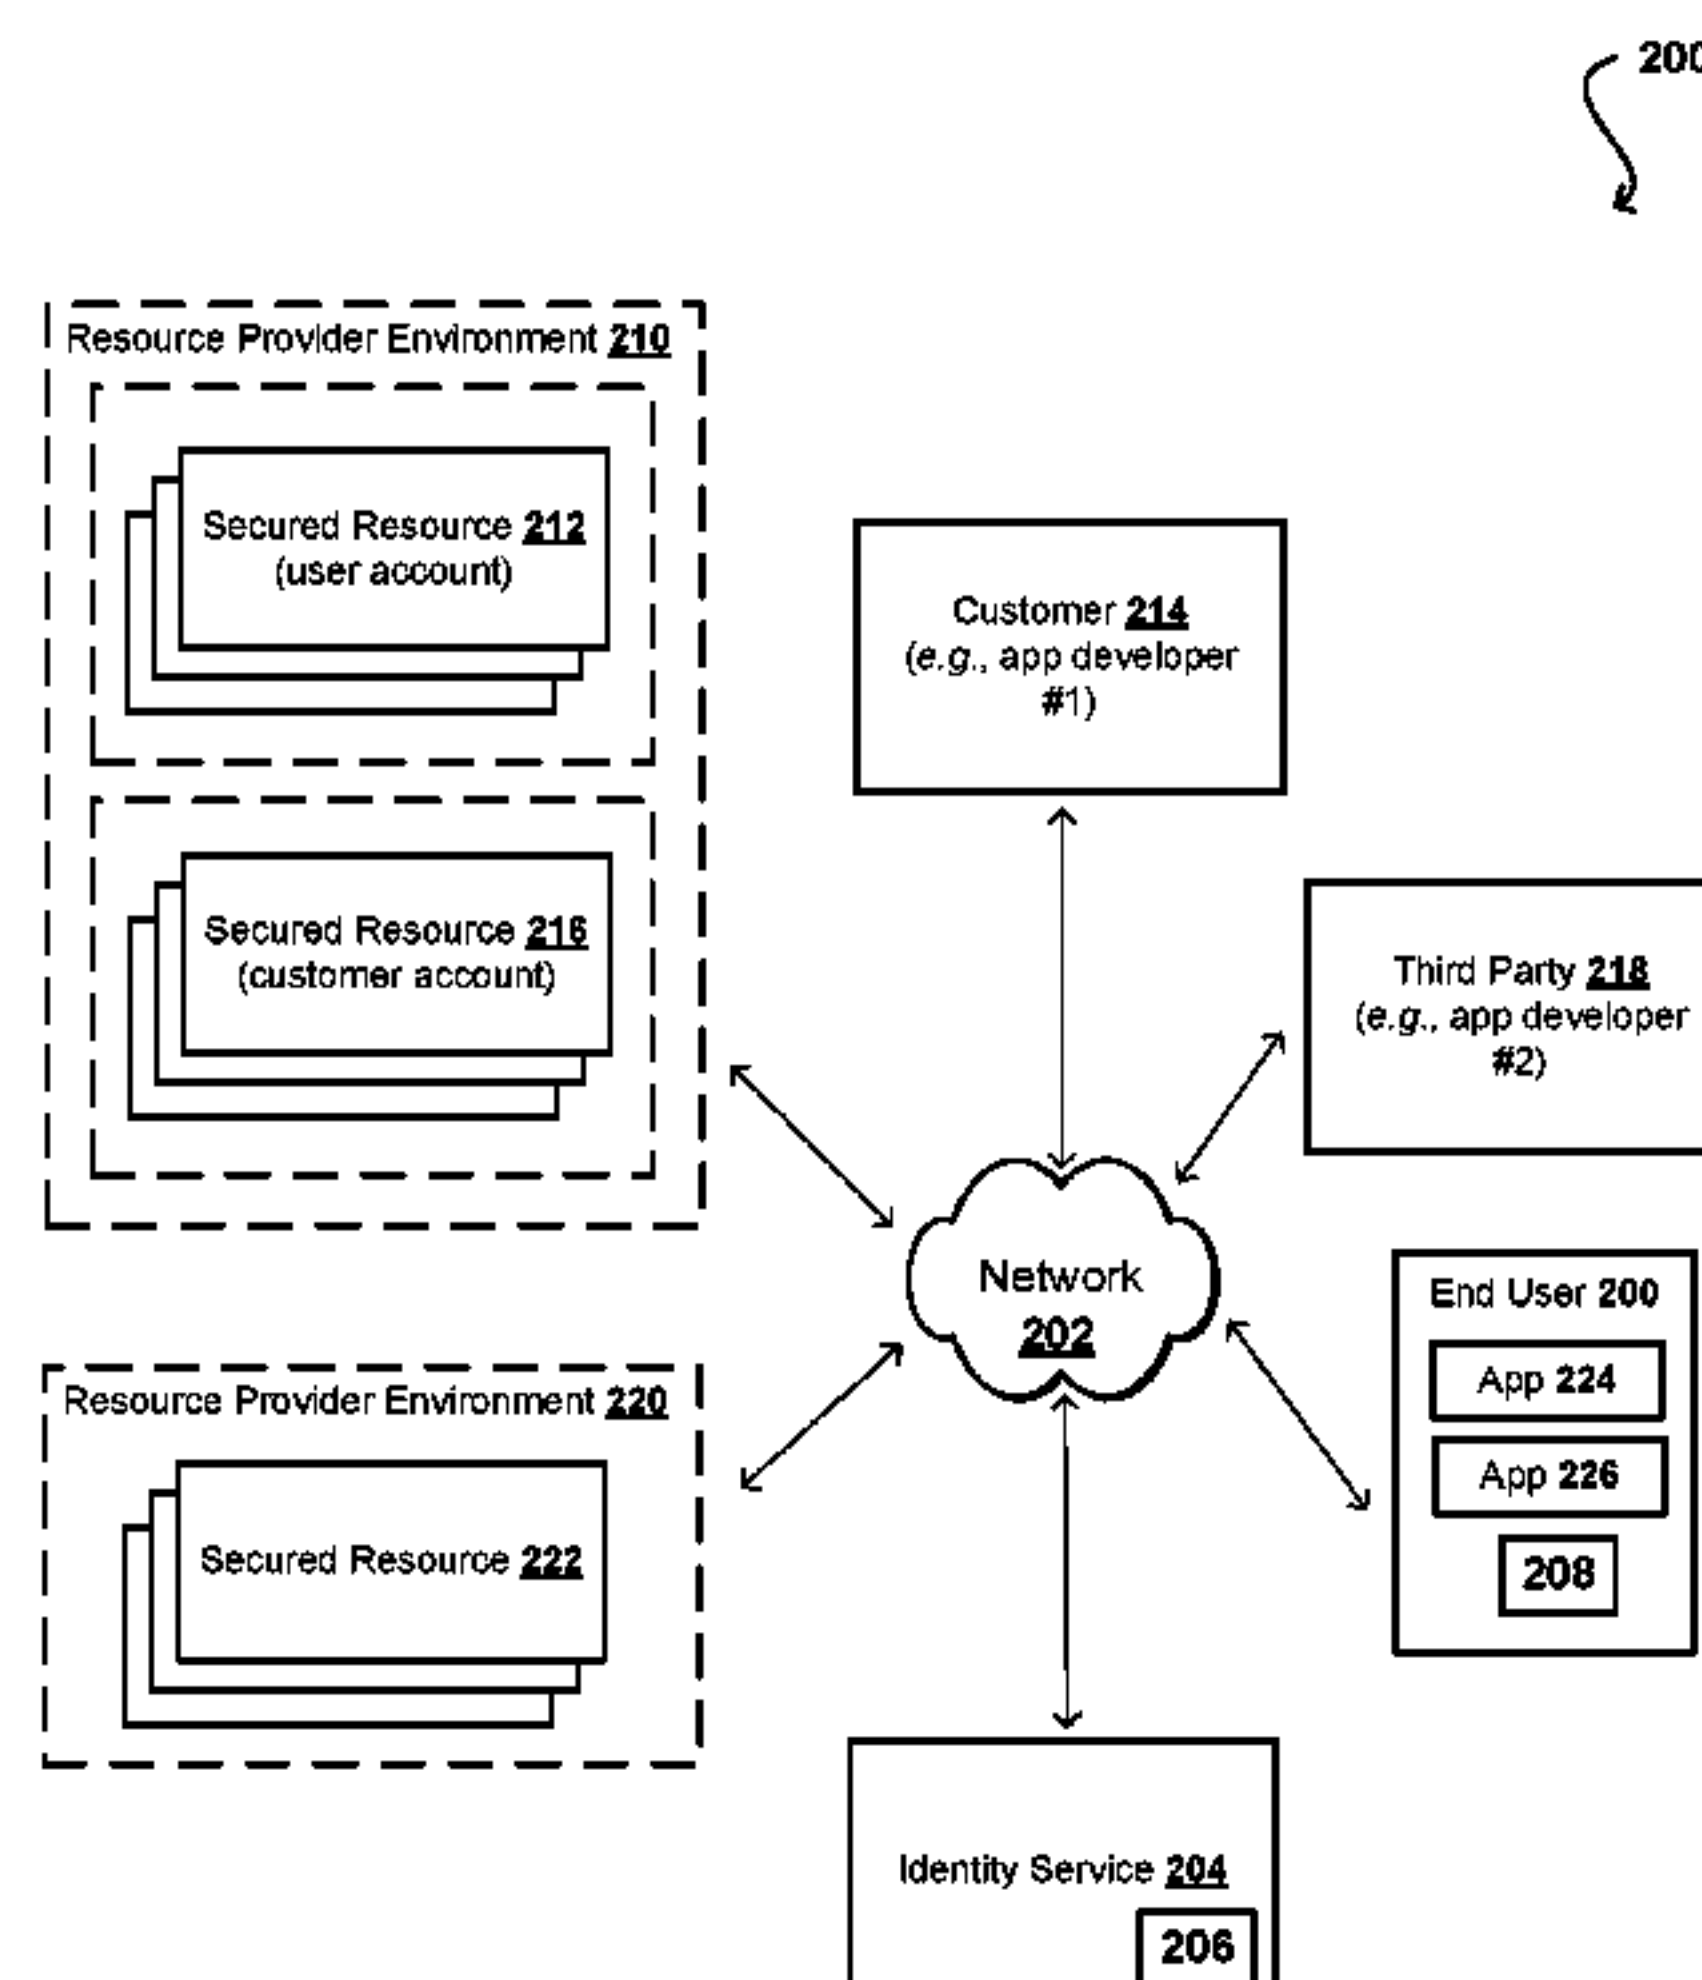 200
Resource Provider Environment 210
Secured Resource 212
(user account)
Customer 214
(e.g., app developer
#1)
Secured Resource 216
(customer account)
Third Party 218
(e.g., app developer
#2)
Network
202
End User 200
App 224
App 226
208
Resource Provider Environment 220
Secured Resource 222
Identity Service 204
206